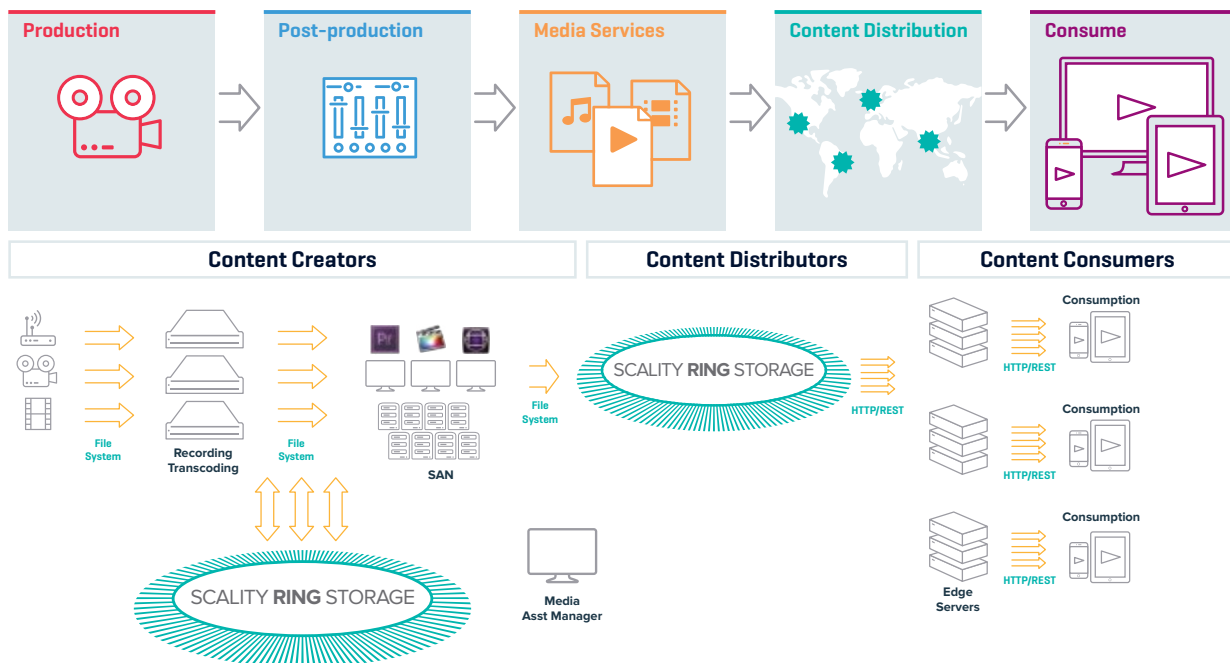 Production
Post-production
Media Services
Content Distribution
Consume
Content Creators
Content Distributors
Content Consumers
File
System
Recording
Transcoding
File
System
Pr
SAN
File
System
SCALITY RING STORAGE
HTTP/REST
HTTP/REST
Consumption
HTTP/REST
Consumption
HTTP/REST
Consumption
Edge
Servers
SCALITY RING STORAGE
Media
Asst Manager